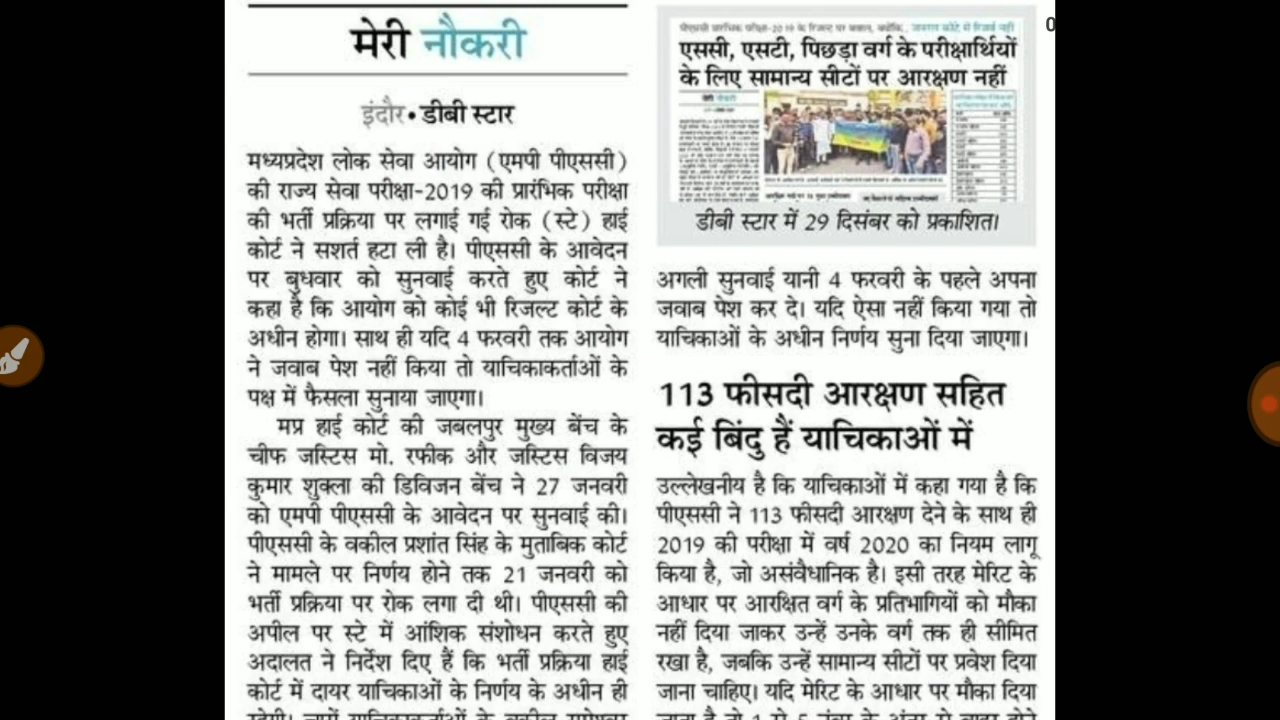 मेरी नौकरी
इंदौर • डीबी स्टार
मध्यप्रदेश लोक सेवा आयोग (एमपी पीएससी)
की राज्य सेवा परीक्षा-2019 की प्रारंभिक परीक्षा
की भर्ती प्रक्रिया पर लगाई गई रोक (स्टे) हाई
कोर्ट ने सशर्त हटा ली है। पीएससी के आवेदन
पर बुधवार को सुनवाई करते हुए कोर्ट ने
कहा है कि आयोग को कोई भी रिजल्ट कोर्ट के
अधीन होगा। साथ ही यदि 4 फरवरी तक आयोग
ने जवाब पेश नहीं किया तो याचिकाकर्ताओं के
पक्ष में फैसला सुनाया जाएगा।
मप्र हाई कोर्ट की जबलपुर मुख्य बेंच के
चीफ जस्टिस मो. रफीक और जस्टिस विजय
कुमार शुक्ला की डिविजन बेंच ने 27 जनवरी
को एमपी पीएससी के आवेदन पर सुनवाई की।
पीएससी के वकील प्रशांत सिंह के मुताबिक कोर्ट
ने मामले पर निर्णय होने तक 21 जनवरी को
भर्ती प्रक्रिया पर रोक लगा दी थी। पीएससी की
अपील पर स्टे में आंशिक संशोधन करते हुए
अदालत ने निर्देश दिए हैं कि भर्ती प्रक्रिया हाई
कोर्ट में दायर याचिकाओं के निर्णय के अधीन ही
पीएससी प्रारंभिक परीक्षा-2019 के रिजल्ट पर
एससी, एसटी, पिछड़ा वर्ग के परीक्षार्थियों
के लिए सामान्य सीटों पर आरक्षण नहीं
मेरी नौकरी
डीबी स्टार में 29 दिसंबर को प्रकाशित।
अगली सुनवाई यानी 4 फरवरी के पहले अपना
जवाब पेश कर दे। यदि ऐसा नहीं किया गया तो
याचिकाओं के अधीन निर्णय सुना दिया जाएगा।
113 फीसदी आरक्षण सहित
कई बिंदु हैं याचिकाओं में
उल्लेखनीय है कि याचिकाओं में कहा गया है कि
पीएससी ने 113 फीसदी आरक्षण देने के साथ ही
2019 की परीक्षा में वर्ष 2020 का नियम लागू
किया है, जो असंवैधानिक है। इसी तरह मेरिट के
आधार पर आरक्षित वर्ग के प्रतिभागियों को मौका
नहीं दिया जाकर उन्हें उनके वर्ग तक ही सीमित
रखा है, जबकि उन्हें सामान्य सीटों पर प्रवेश दिया
जाना चाहिए। यदि मेरिट के आधार पर मौका दिया